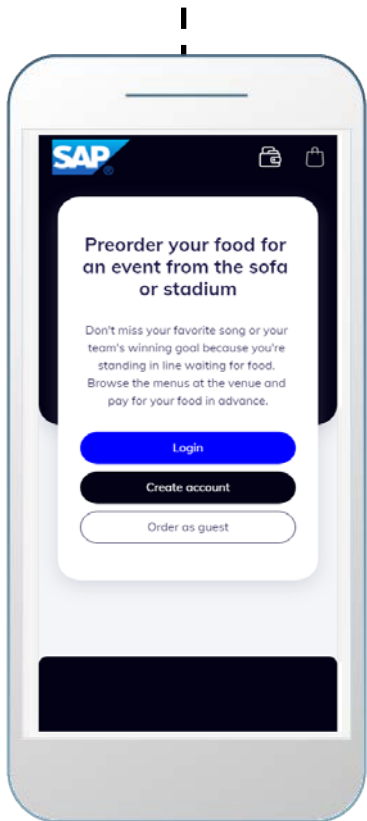 SAP®
Preorder your food for
an event from the sofa
or stadium
Don't miss your favorite song or your
team's winning goal because you're
standing in line waiting for food.
Browse the menus at the venue and
pay for your food in advance.
Login
Create account
Order as guest